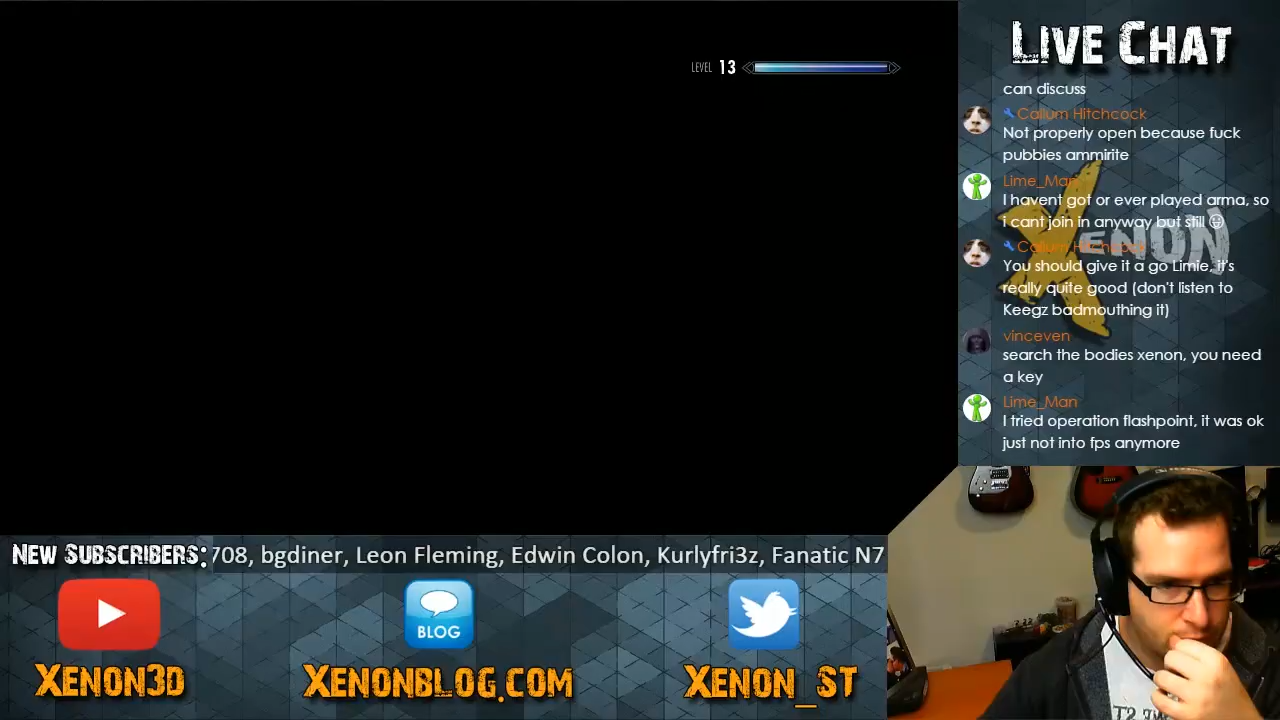 LEVEL 13
LIVE CHAT
can discuss
Callum Hitchcock
Not properly open because fuck
pubbies ammirite
Lime_Man
I havent got or ever played arma, so
i cant join in anyway but still
XENON
Callum Hitchcock
You should give it a go Limie, it's
really quite good (don't listen to
Keegz badmouthing it)
vinceven
search the bodies xenon, you need
a key
Lime_Man
I tried operation flashpoint, it was ok
just not into fps anymore
NEW SUBSCRIBERS: 708, bgdiner, Leon Fleming, Edwin Colon, Kurlyfri3z, Fanatic N7
BLOG
XENON3D
XENONBLOG.COM
XENON_ST